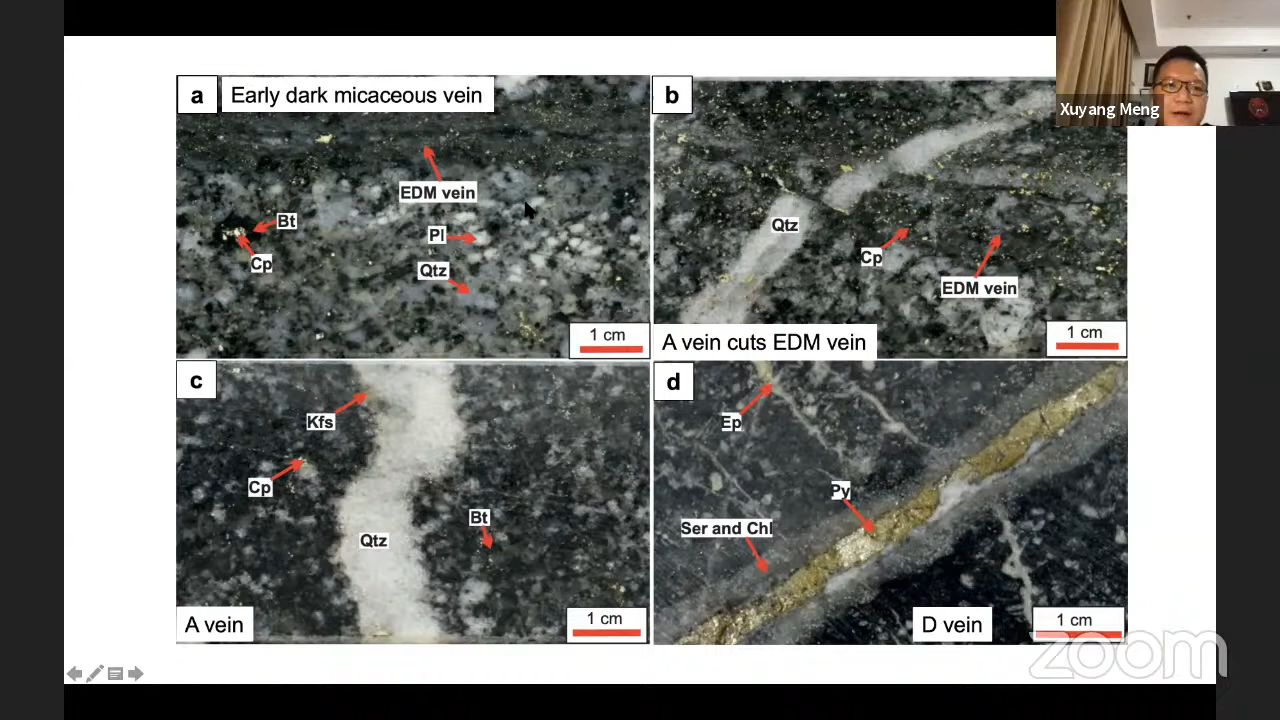 a
Early dark micaceous vein
EDM vein
Bt
Pl
Cp
Qtz
1 cm
b
Xuyang Meng
Qtz
Cp
EDM vein
A vein cuts EDM vein
1 cm
c
Kfs
Cp
Bt
Qtz
A vein
1 cm
d
Ep
Py
Ser and Chl
D vein
1 cm
zoom